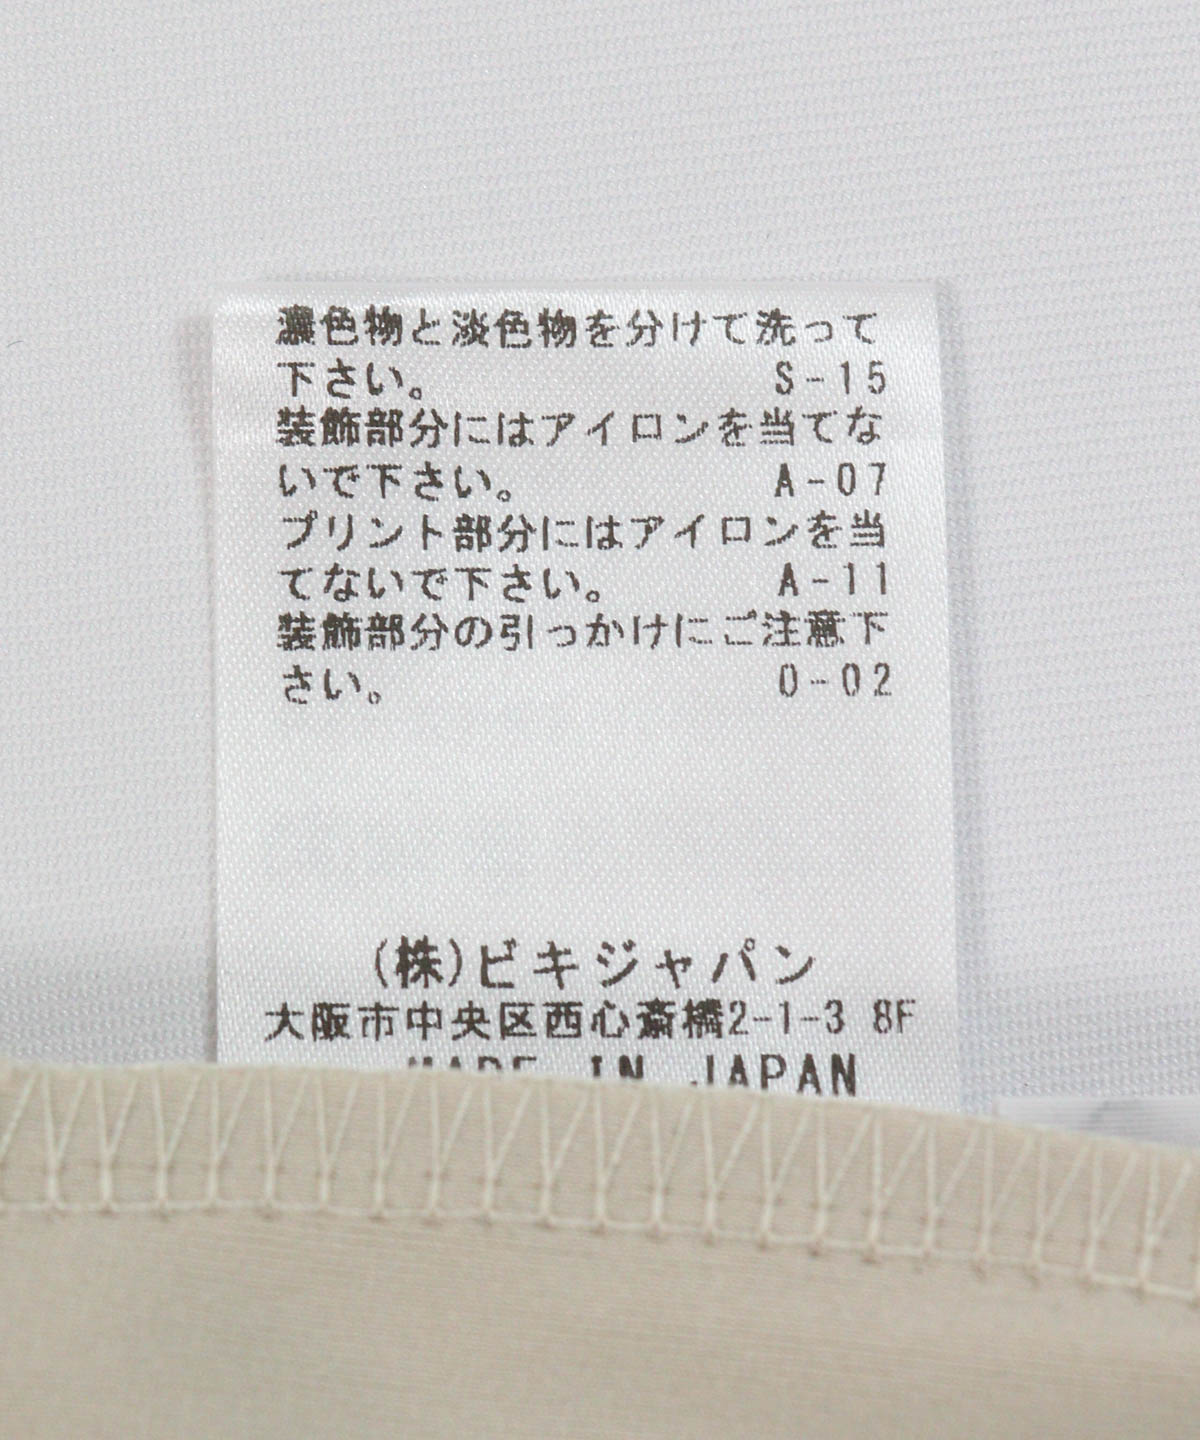 濃色物と淡色物を分けて洗って
下さい。 S-15
装飾部分にはアイロンを当てな
いで下さい。 A-07
プリント部分にはアイロンを当
てないで下さい。 A-11
装飾部分の引っかけにご注意下
さい。 O-02
(株)ビキジャパン
大阪市中央区西心斎橋2-1-3 8F
MADE IN JAPAN